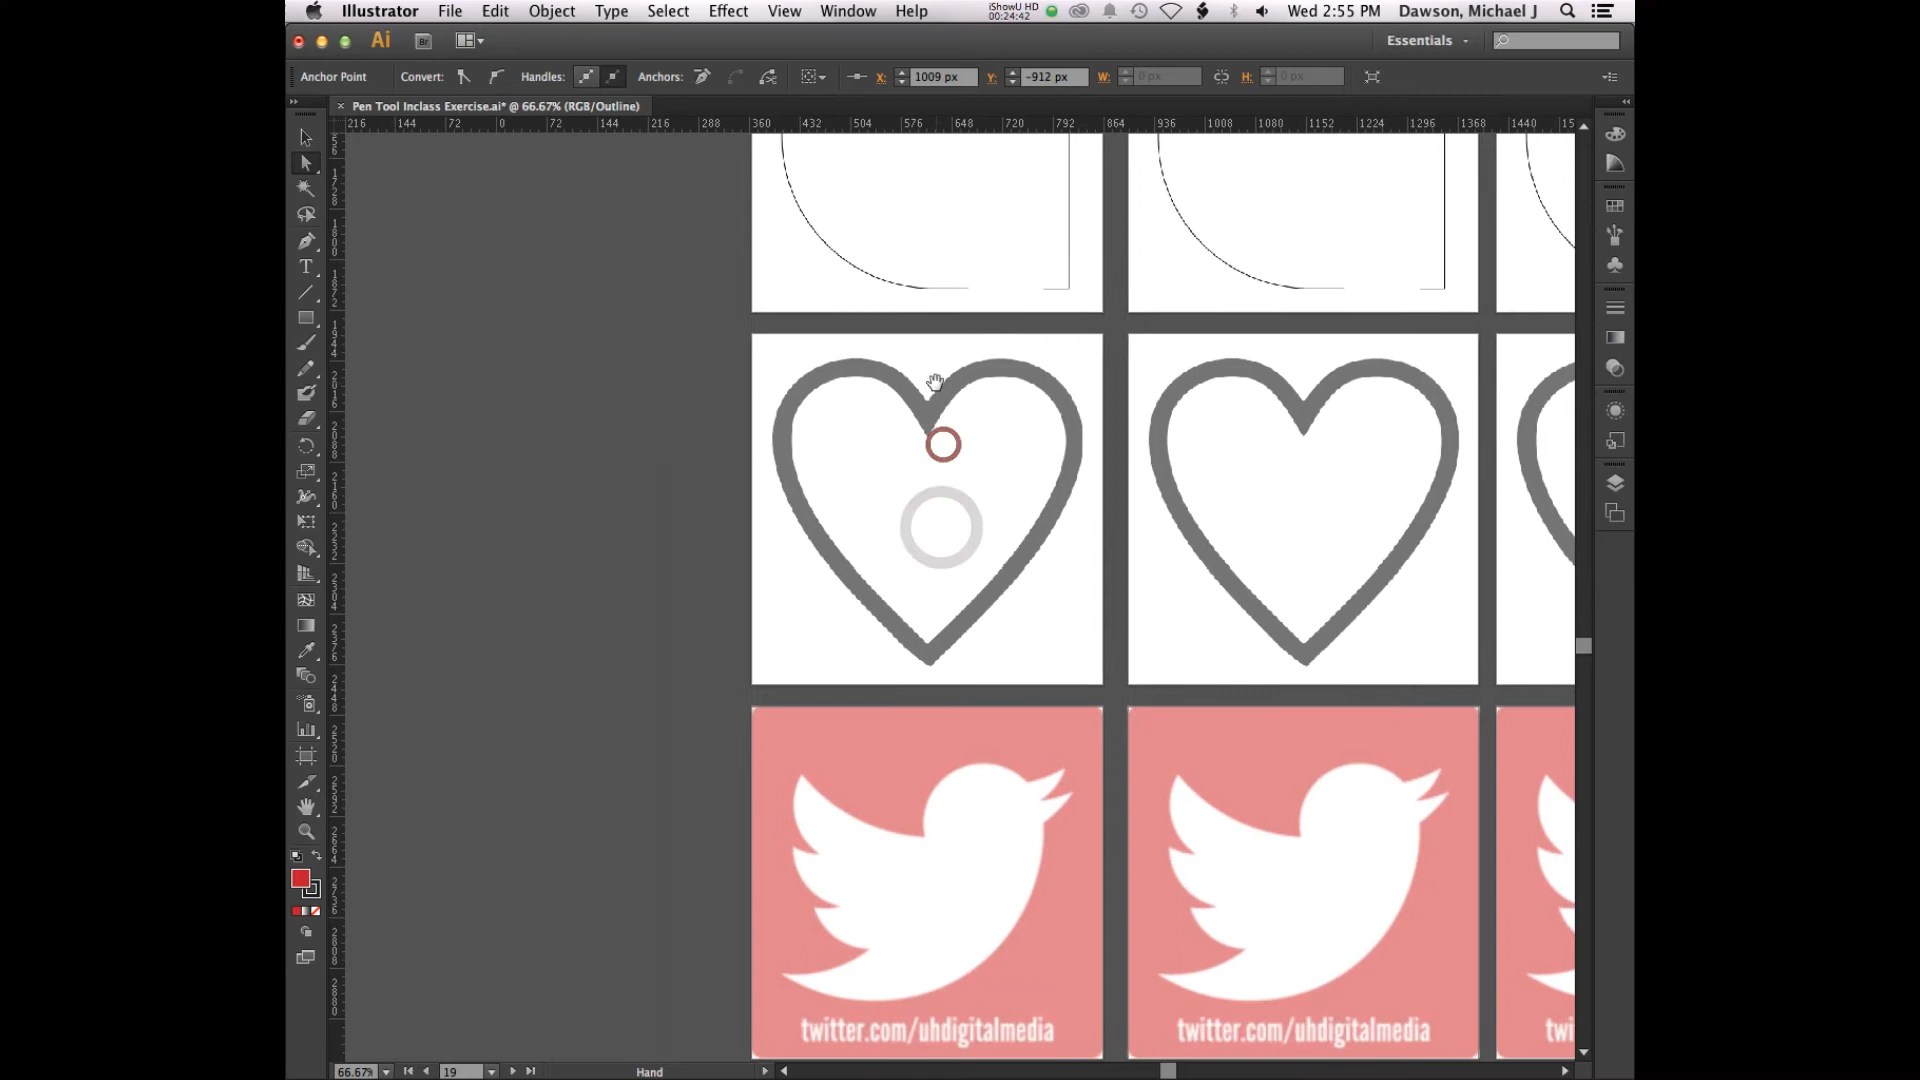 Illustrator File Edit Object Type Select Effect View Window Help iShowU HD 00:24:42 Wed 2:55 PM Dawson, Michael J
Ai Br Essentials
Anchor Point Convert: Handles: Anchors: X: 1009 px Y: -912 px W: 0 px H: 0 px
× Pen Tool Inclass Exercise.ai* @ 66.67% (RGB/Outline)
216 144 72 0 72 144 216 288 360 432 504 576 648 720 792 864 936 1008 1080 1152 1224 1296 1368 1440 15
twitter.com/uhdigitalmedia
twitter.com/uhdigitalmedia
twi
66.67% 19 Hand